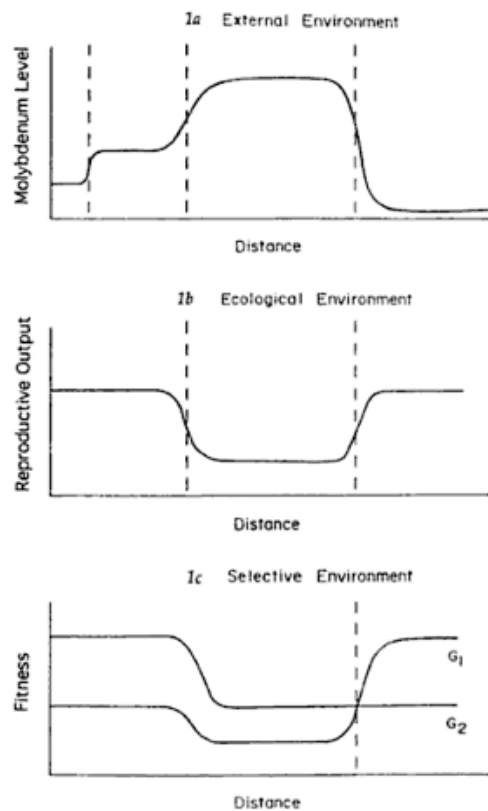 1a External Environment
Molybdenum Level
Distance
1b Ecological Environment
Reproductive Output
Distance
1c Selective Environment
Fitness
G1
G2
Distance